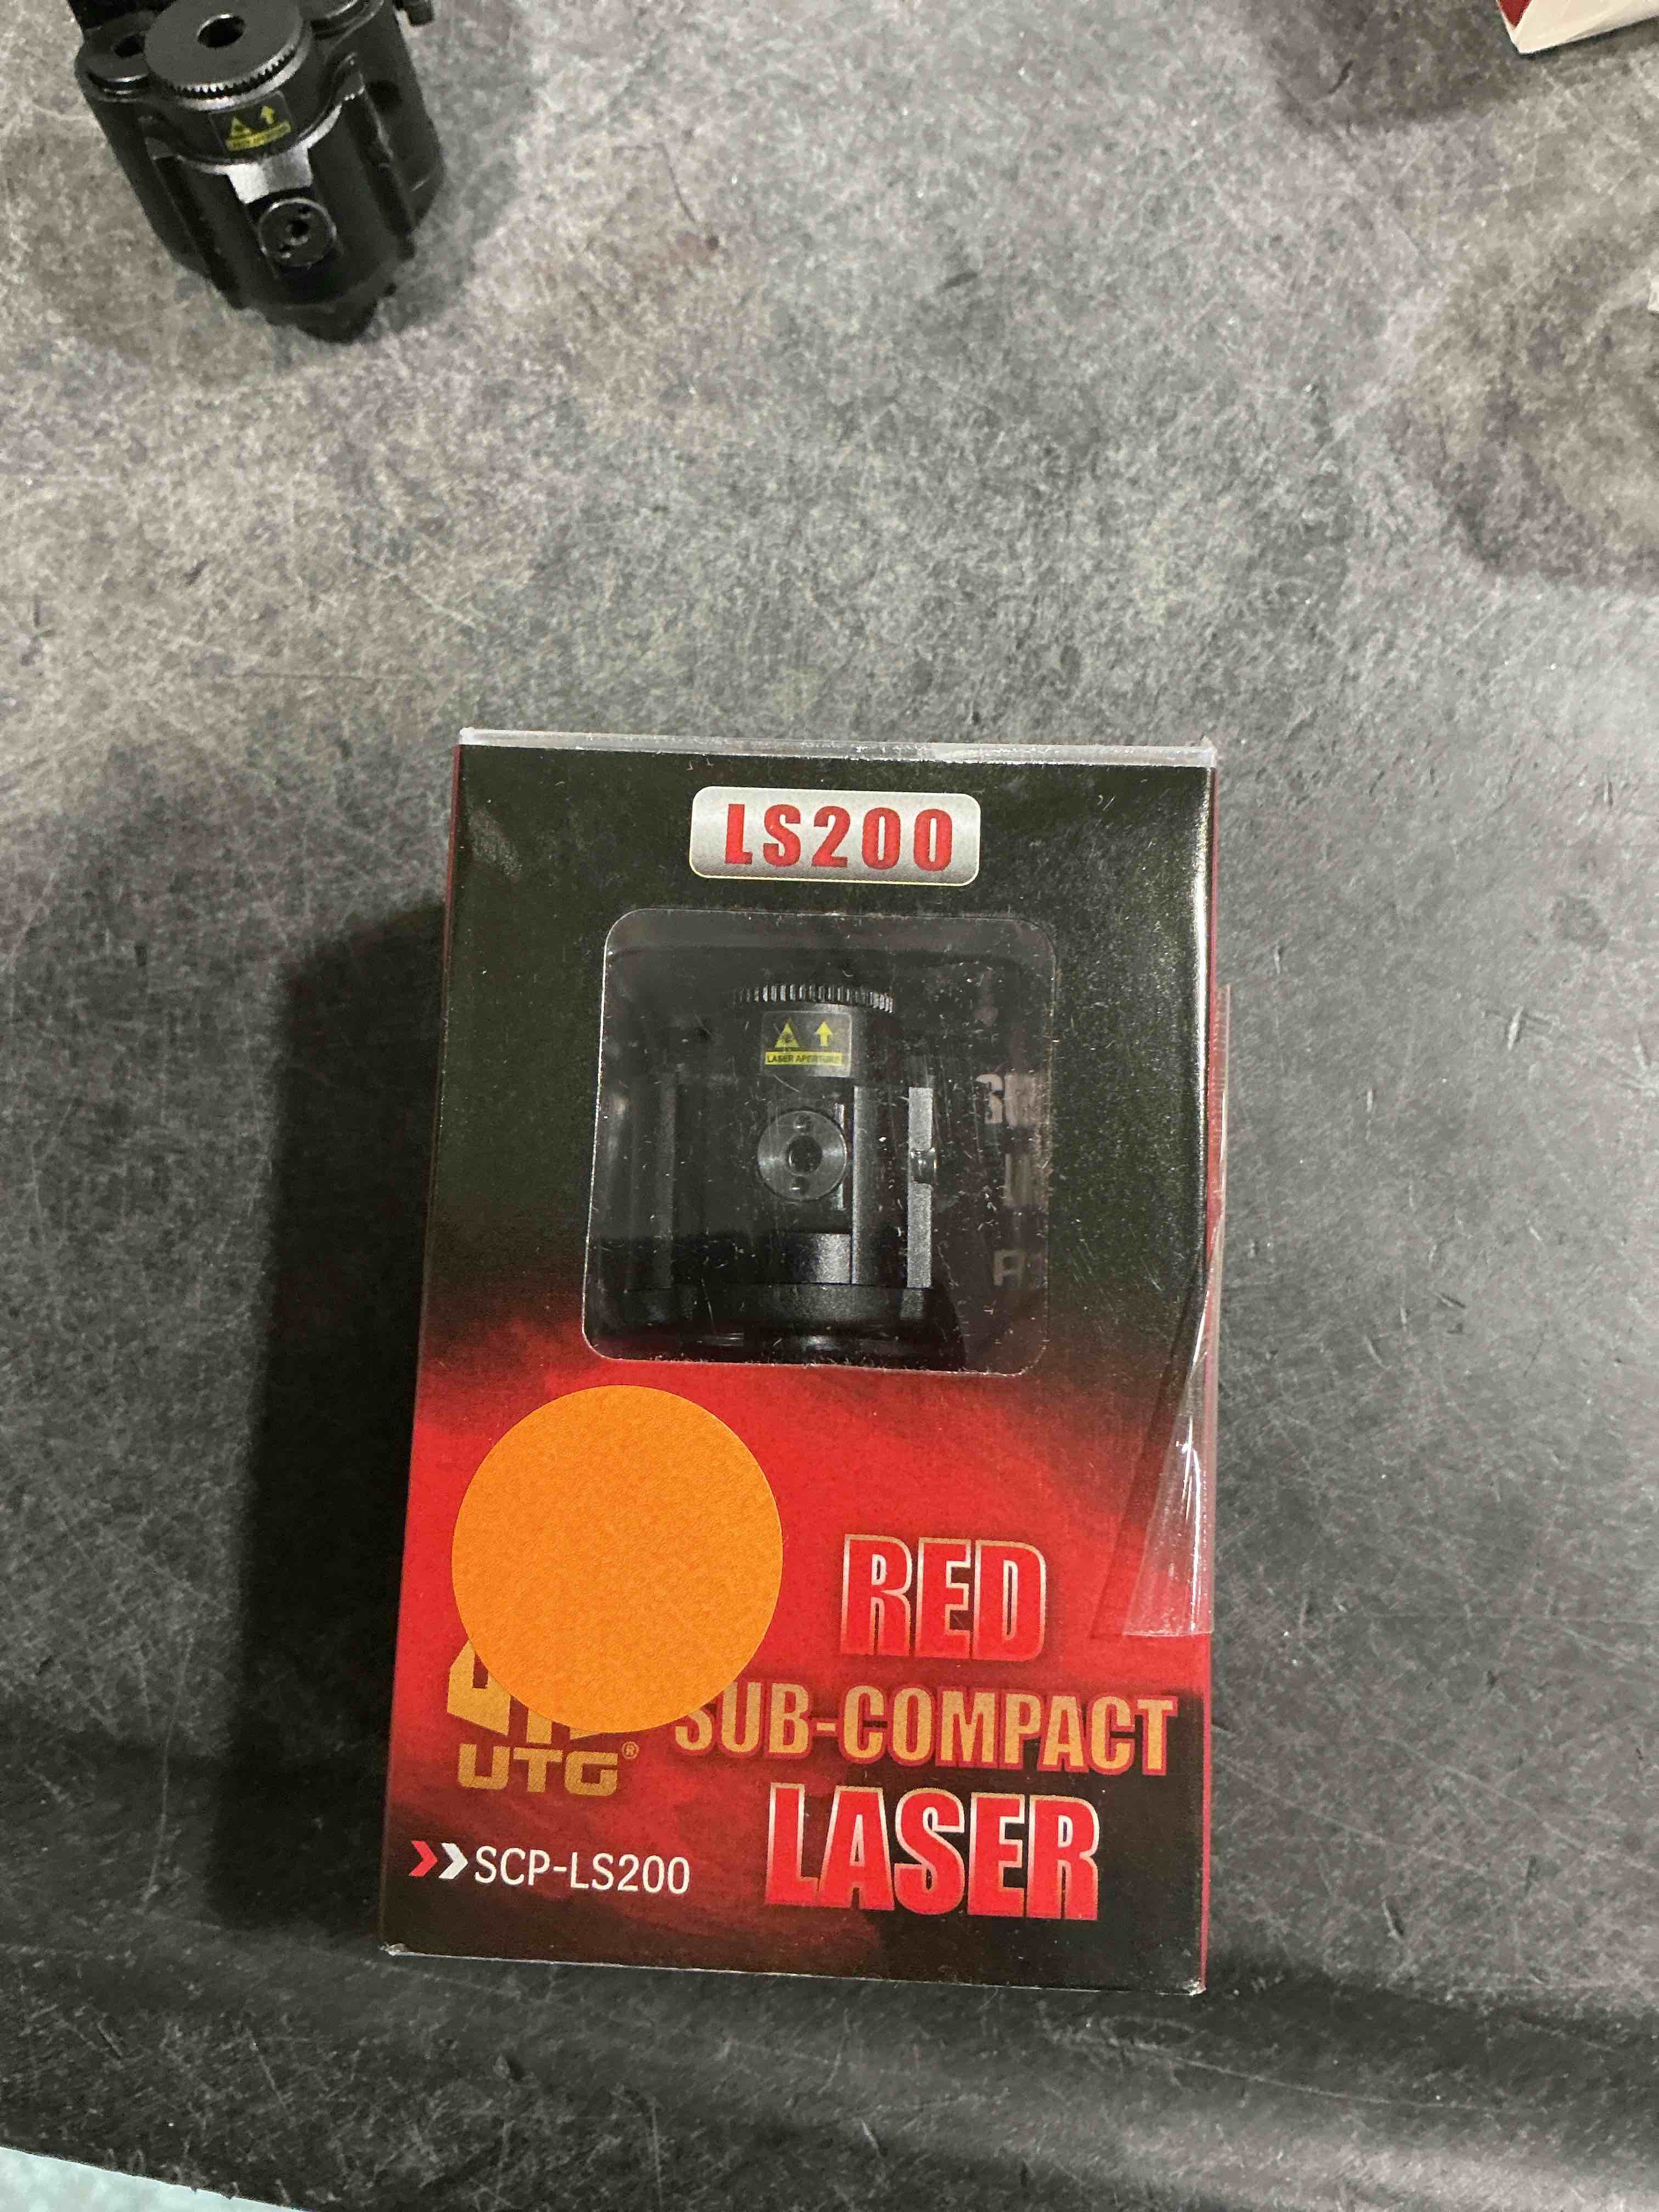 LS200
LASER APERTURE
RED
SUB-COMPACT
LASER
UTG®
SCP-LS200